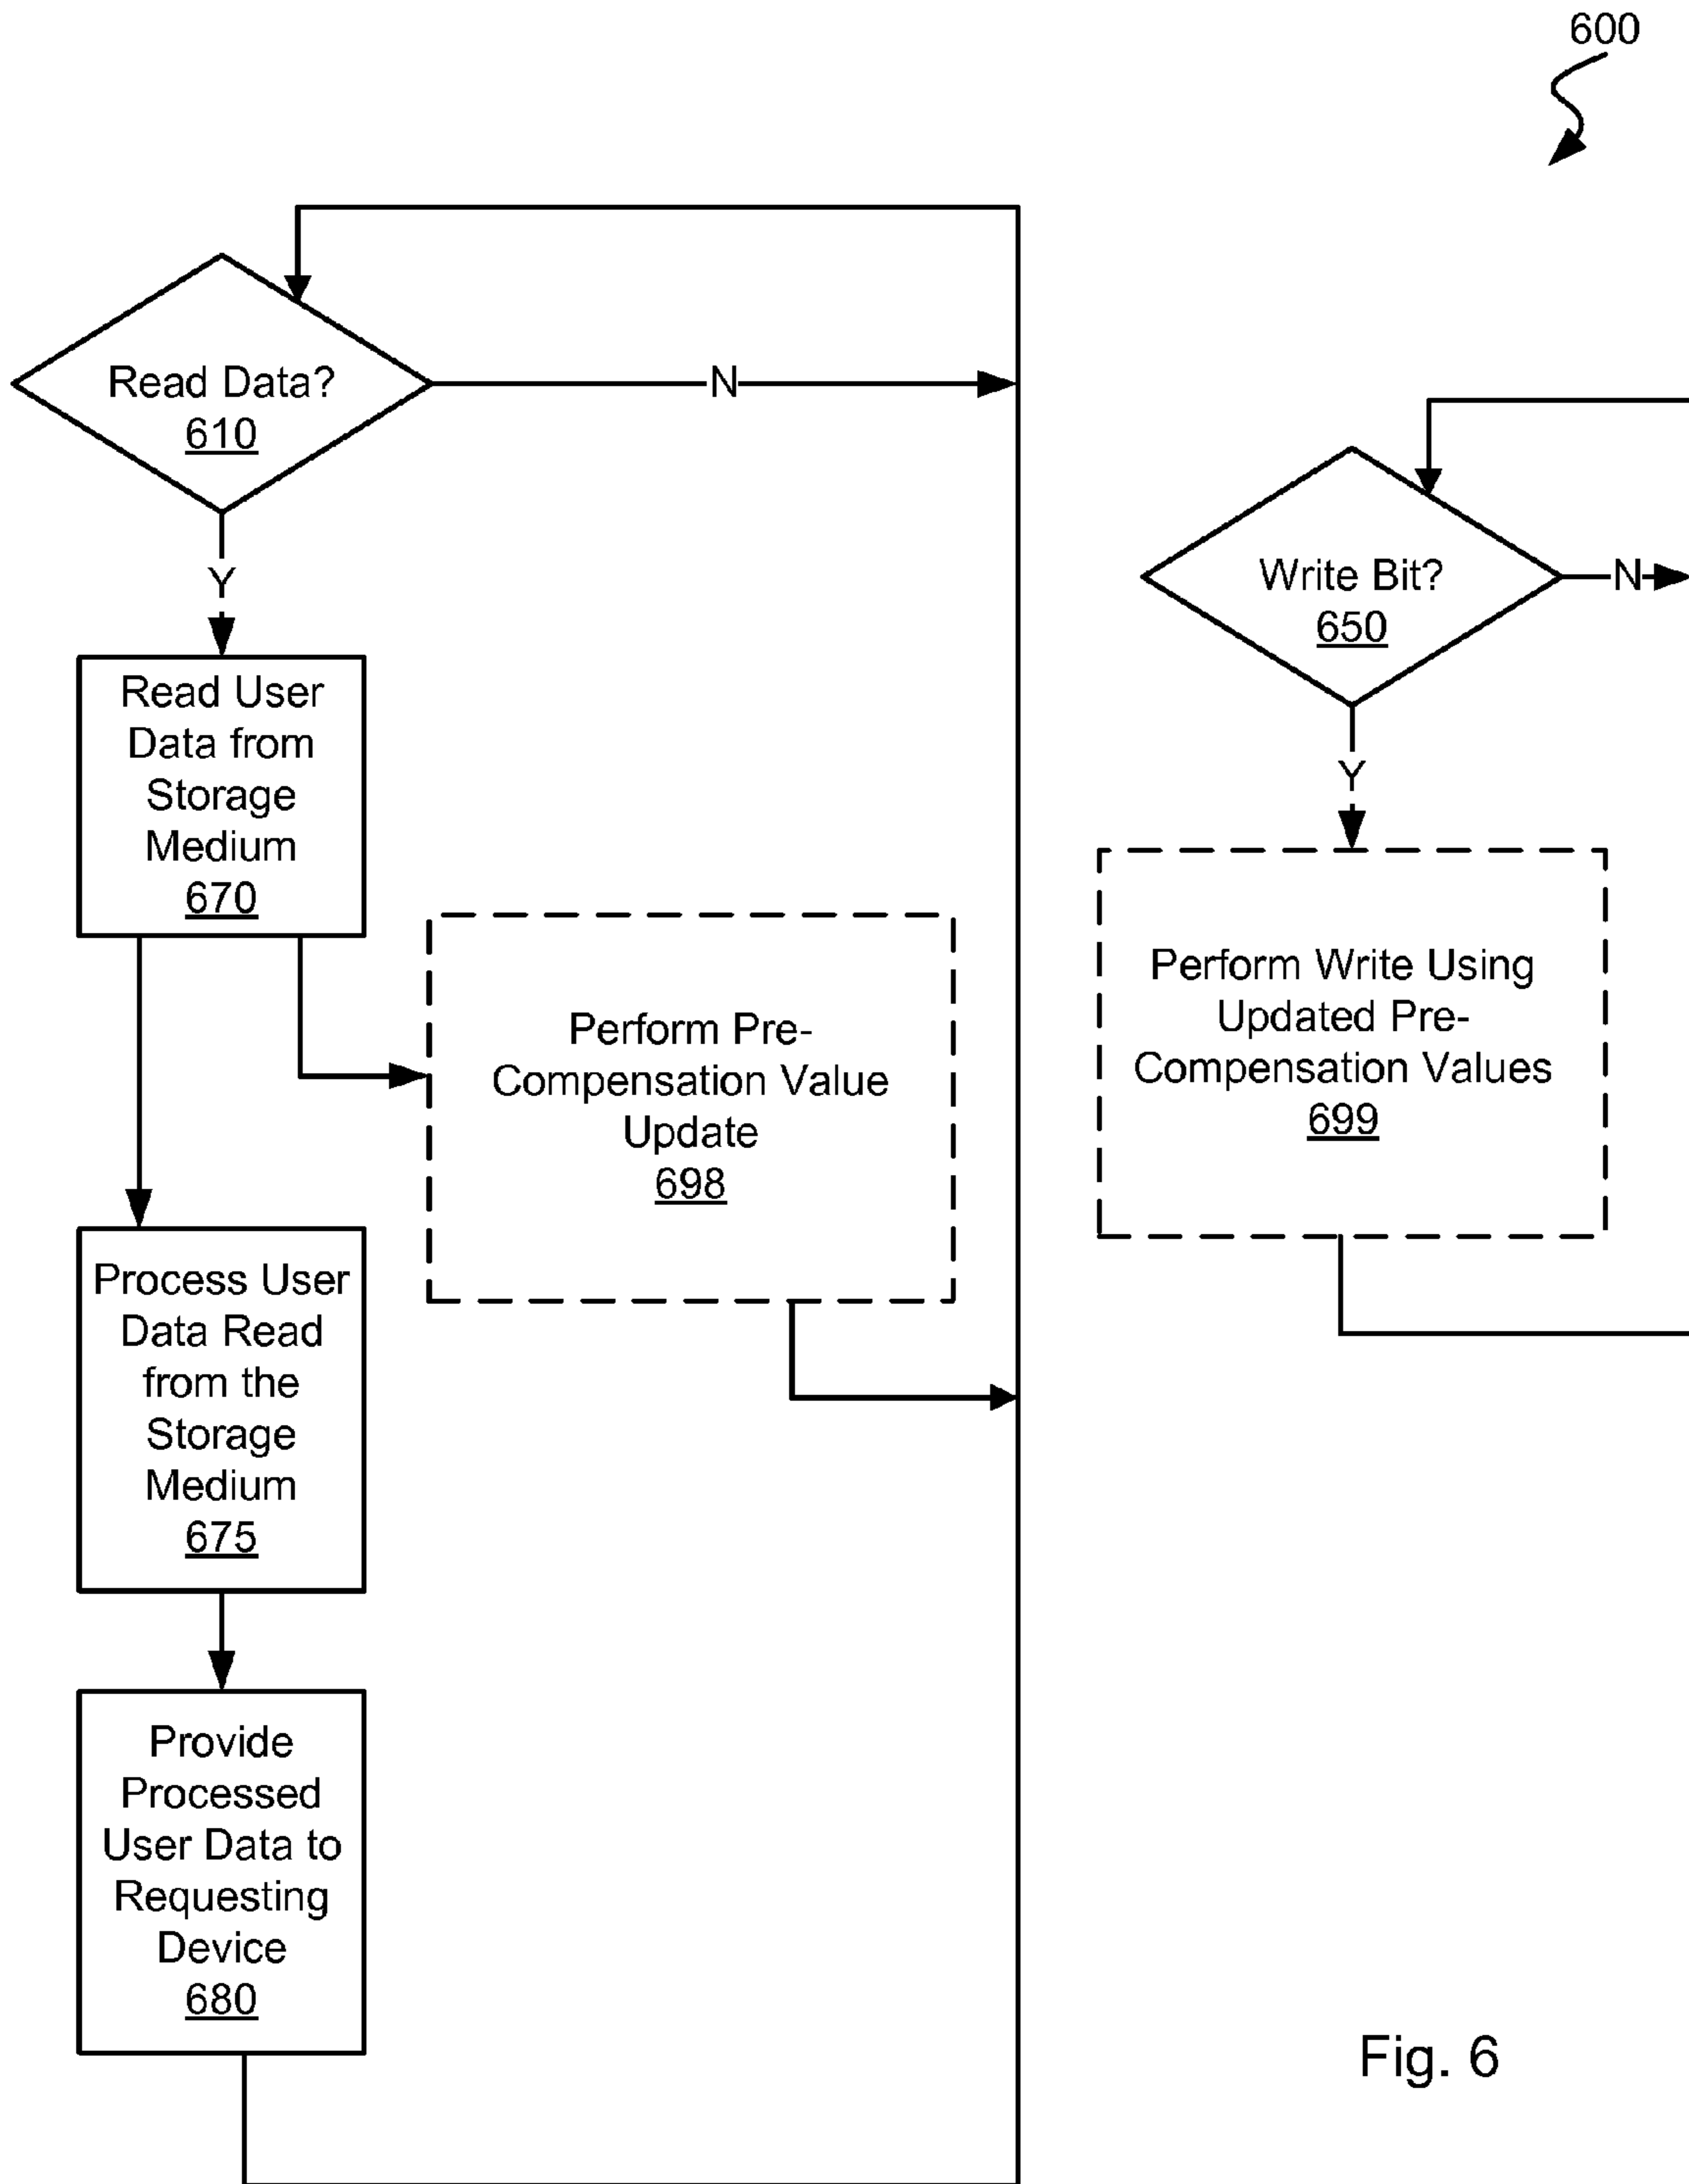 600
Read Data?
610
N
Y
Read User
Data from
Storage
Medium
670
Perform Pre-
Compensation Value
Update
698
Process User
Data Read
from the
Storage
Medium
675
Provide
Processed
User Data to
Requesting
Device
680
Write Bit?
650
N
Y
Perform Write Using
Updated Pre-
Compensation Values
699
Fig. 6